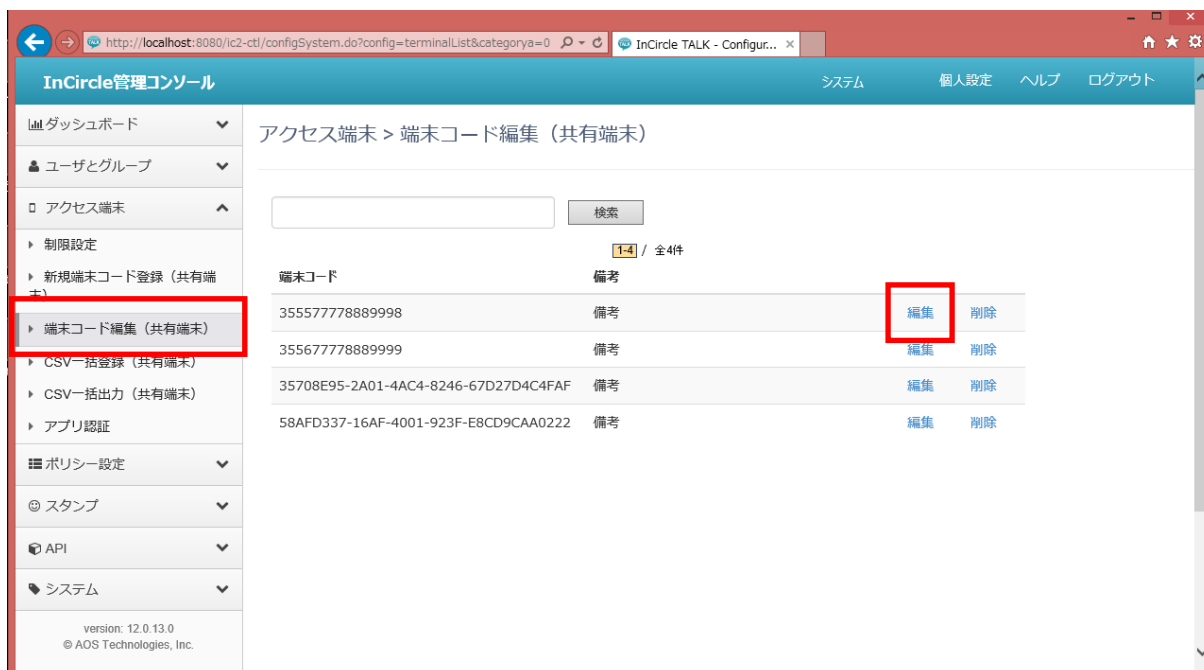 http://localhost:8080/ic2-ctl/configSystem.do?config=terminalList&categorya=0
InCircle TALK - Configur...
InCircle管理コンソール
システム
個人設定
ヘルプ
ログアウト
ダッシュボード
ユーザとグループ
アクセス端末
制限設定
新規端末コード登録（共有端
末）
端末コード編集（共有端末）
CSV一括登録（共有端末）
CSV一括出力（共有端末）
アプリ認証
ポリシー設定
スタンプ
API
システム
version: 12.0.13.0
© AOS Technologies, Inc.
アクセス端末 > 端末コード編集（共有端末）
検索
1-4 / 全4件
端末コード 備考
355577778889998 備考 編集 削除
355677778889999 備考 編集 削除
35708E95-2A01-4AC4-8246-67D27D4C4FAF 備考 編集 削除
58AFD337-16AF-4001-923F-E8CD9CAA0222 備考 編集 削除